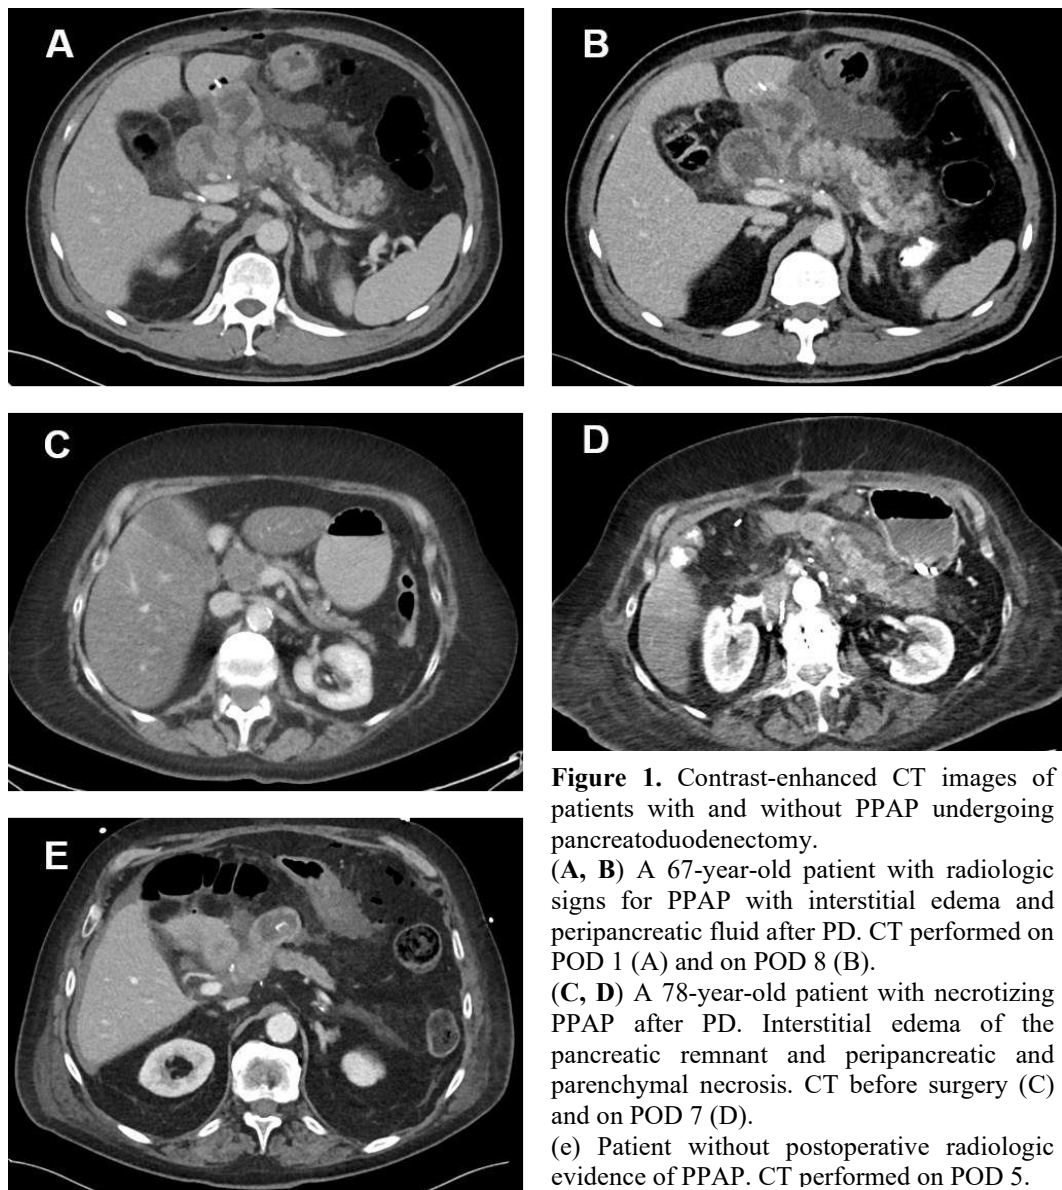 A
B
C
D
E
Figure 1. Contrast-enhanced CT images of
patients with and without PPAP undergoing
pancreatoduodenectomy.
(A, B) A 67-year-old patient with radiologic
signs for PPAP with interstitial edema and
peripancreatic fluid after PD. CT performed on
POD 1 (A) and on POD 8 (B).
(C, D) A 78-year-old patient with necrotizing
PPAP after PD. Interstitial edema of the
pancreatic remnant and peripancreatic and
parenchymal necrosis. CT before surgery (C)
and on POD 7 (D).
(e) Patient without postoperative radiologic
evidence of PPAP. CT performed on POD 5.